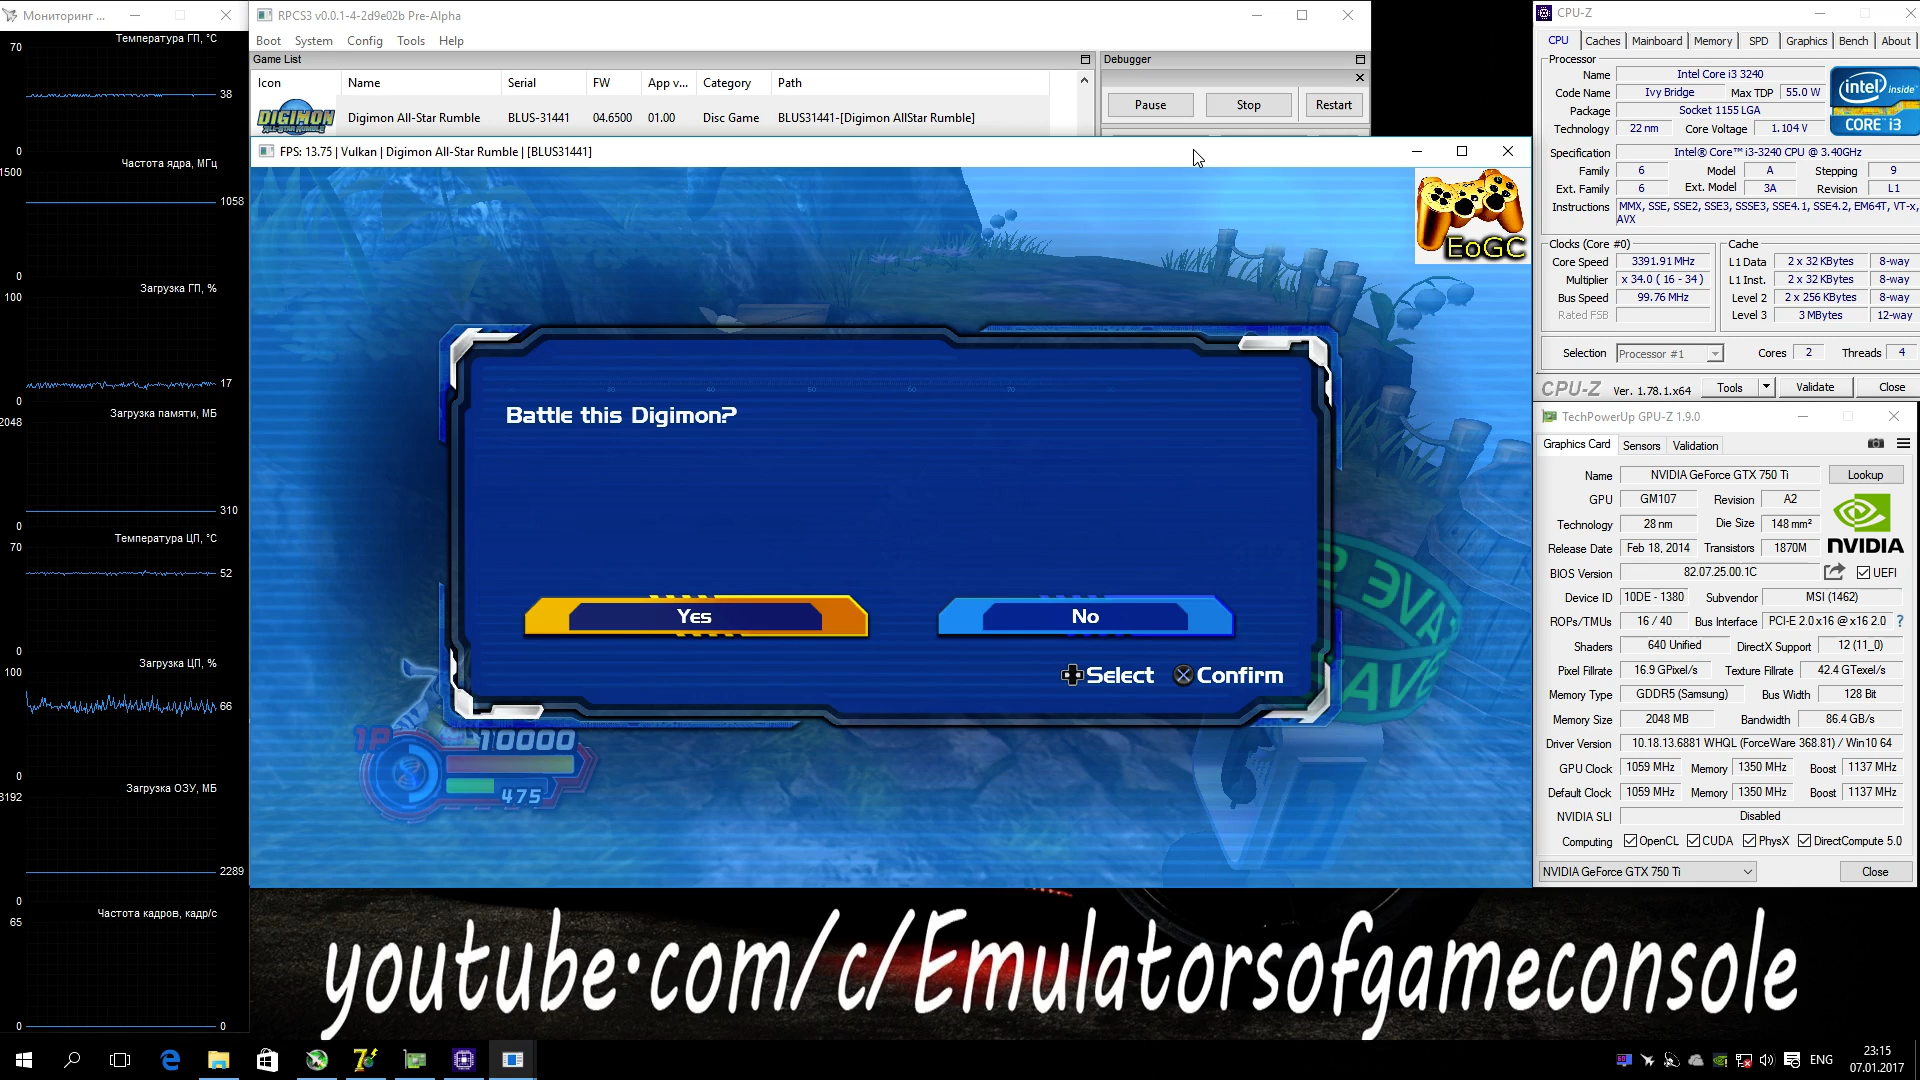 Мониторинг ...
Температура ГП, °C
70
38
0
Частота ядра, МГц
1500
1058
0
Загрузка ГП, %
100
17
0
Загрузка памяти, МБ
2048
310
0
Температура ЦП, °C
70
52
0
Загрузка ЦП, %
100
66
0
Загрузка ОЗУ, МБ
8192
2289
0
Частота кадров, кадр/с
65
0
0
RPCS3 v0.0.1-4-2d9e02b Pre-Alpha
Boot System Config Tools Help
Game List
Icon Name Serial FW App v... Category Path
DIGIMON Digimon All-Star Rumble BLUS-31441 04.6500 01.00 Disc Game BLUS31441-[Digimon AllStar Rumble]
ALL-STAR RUMBLE
Debugger
Pause Stop Restart
FPS: 13.75 | Vulkan | Digimon All-Star Rumble | [BLUS31441]
EoGC
Battle this Digimon?
Yes No
Select Confirm
1P 10000
475
youtube.com/c/Emulatorsofgameconsole
CPU-Z
CPU Caches Mainboard Memory SPD Graphics Bench About
Processor
Name Intel Core i3 3240
Code Name Ivy Bridge Max TDP 55.0 W
Package Socket 1155 LGA
Technology 22 nm Core Voltage 1.104 V
intel inside
CORE i3
Specification Intel® Core™ i3-3240 CPU @ 3.40GHz
Family 6 Model A Stepping 9
Ext. Family 6 Ext. Model 3A Revision L1
Instructions MMX, SSE, SSE2, SSE3, SSSE3, SSE4.1, SSE4.2, EM64T, VT-x,
AVX
Clocks (Core #0)
Core Speed 3391.91 MHz
Multiplier x 34.0 ( 16 - 34 )
Bus Speed 99.76 MHz
Rated FSB
Cache
L1 Data 2 x 32 KBytes 8-way
L1 Inst. 2 x 32 KBytes 8-way
Level 2 2 x 256 KBytes 8-way
Level 3 3 MBytes 12-way
Selection Processor #1 Cores 2 Threads 4
CPU-Z Ver. 1.78.1.x64 Tools Validate Close
TechPowerUp GPU-Z 1.9.0
Graphics Card Sensors Validation
Name NVIDIA GeForce GTX 750 Ti Lookup
GPU GM107 Revision A2
Technology 28 nm Die Size 148 mm²
Release Date Feb 18, 2014 Transistors 1870M
NVIDIA
BIOS Version 82.07.25.00.1C UEFI
Device ID 10DE - 1380 Subvendor MSI (1462)
ROPs/TMUs 16 / 40 Bus Interface PCI-E 2.0 x16 @ x16 2.0 ?
Shaders 640 Unified DirectX Support 12 (11_0)
Pixel Fillrate 16.9 GPixel/s Texture Fillrate 42.4 GTexel/s
Memory Type GDDR5 (Samsung) Bus Width 128 Bit
Memory Size 2048 MB Bandwidth 86.4 GB/s
Driver Version 10.18.13.6881 WHQL (ForceWare 368.81) / Win10 64
GPU Clock 1059 MHz Memory 1350 MHz Boost 1137 MHz
Default Clock 1059 MHz Memory 1350 MHz Boost 1137 MHz
NVIDIA SLI Disabled
Computing OpenCL CUDA PhysX DirectCompute 5.0
NVIDIA GeForce GTX 750 Ti Close
ENG
23:15
07.01.2017